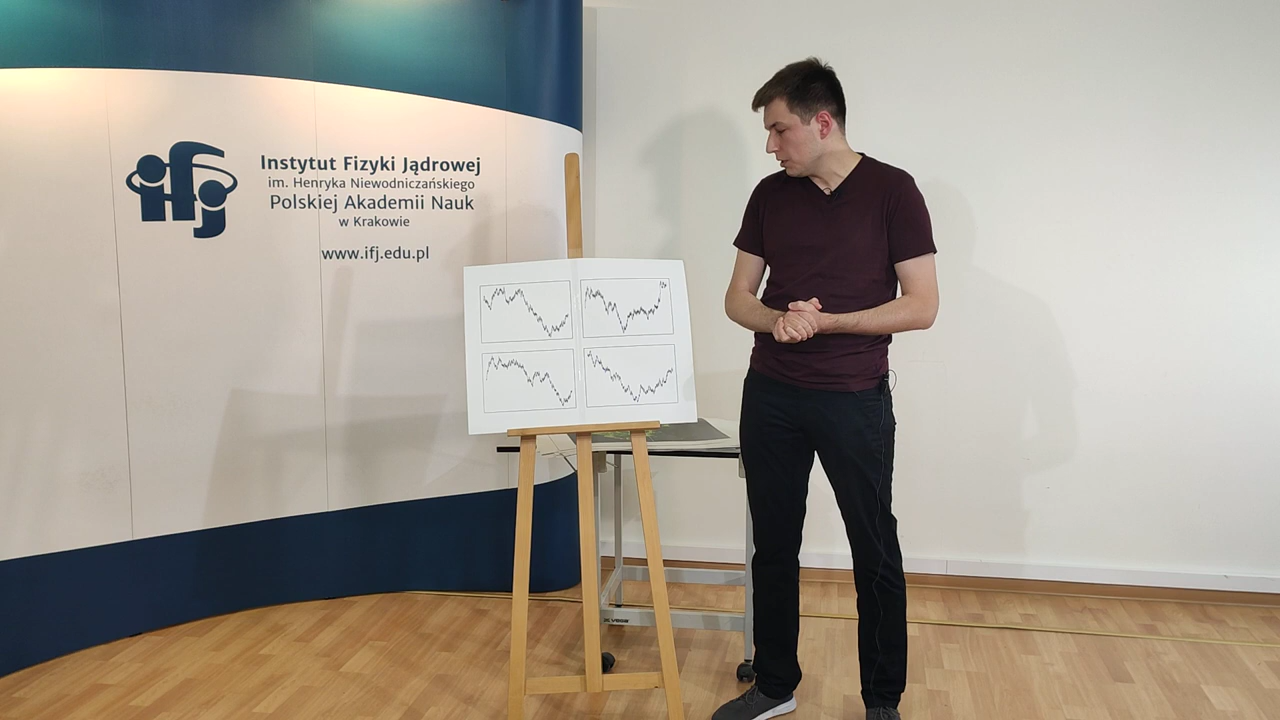 ifj
Instytut Fizyki Jądrowej
im. Henryka Niewodniczańskiego
Polskiej Akademii Nauk
w Krakowie
www.ifj.edu.pl